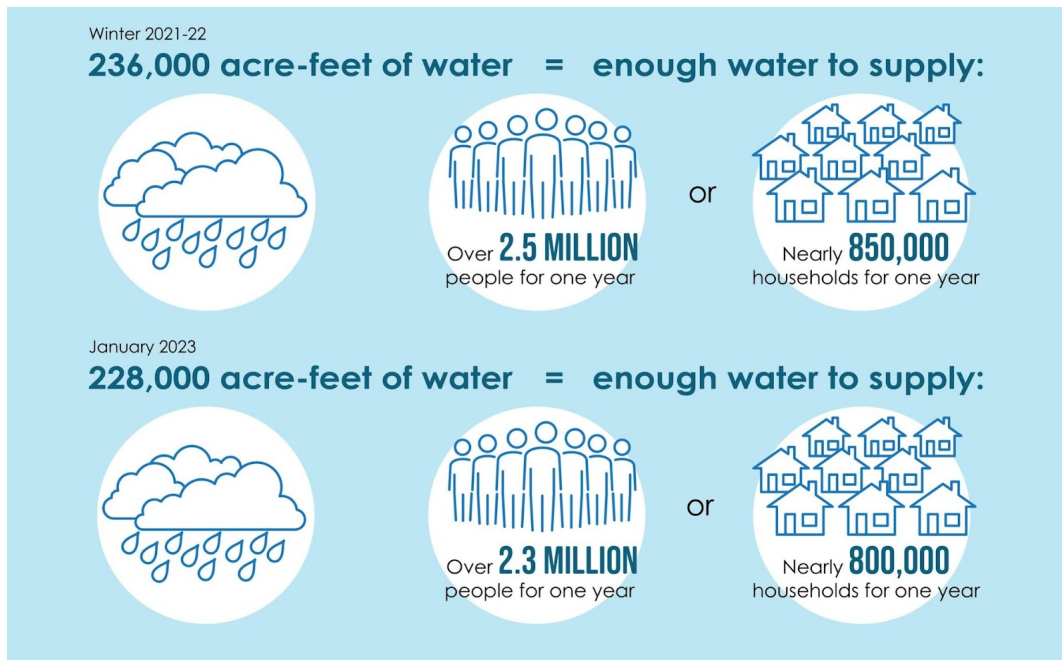 Winter 2021-22
236,000 acre-feet of water = enough water to supply:
Over 2.5 MILLION
people for one year
or
Nearly 850,000
households for one year
January 2023
228,000 acre-feet of water = enough water to supply:
Over 2.3 MILLION
people for one year
or
Nearly 800,000
households for one year